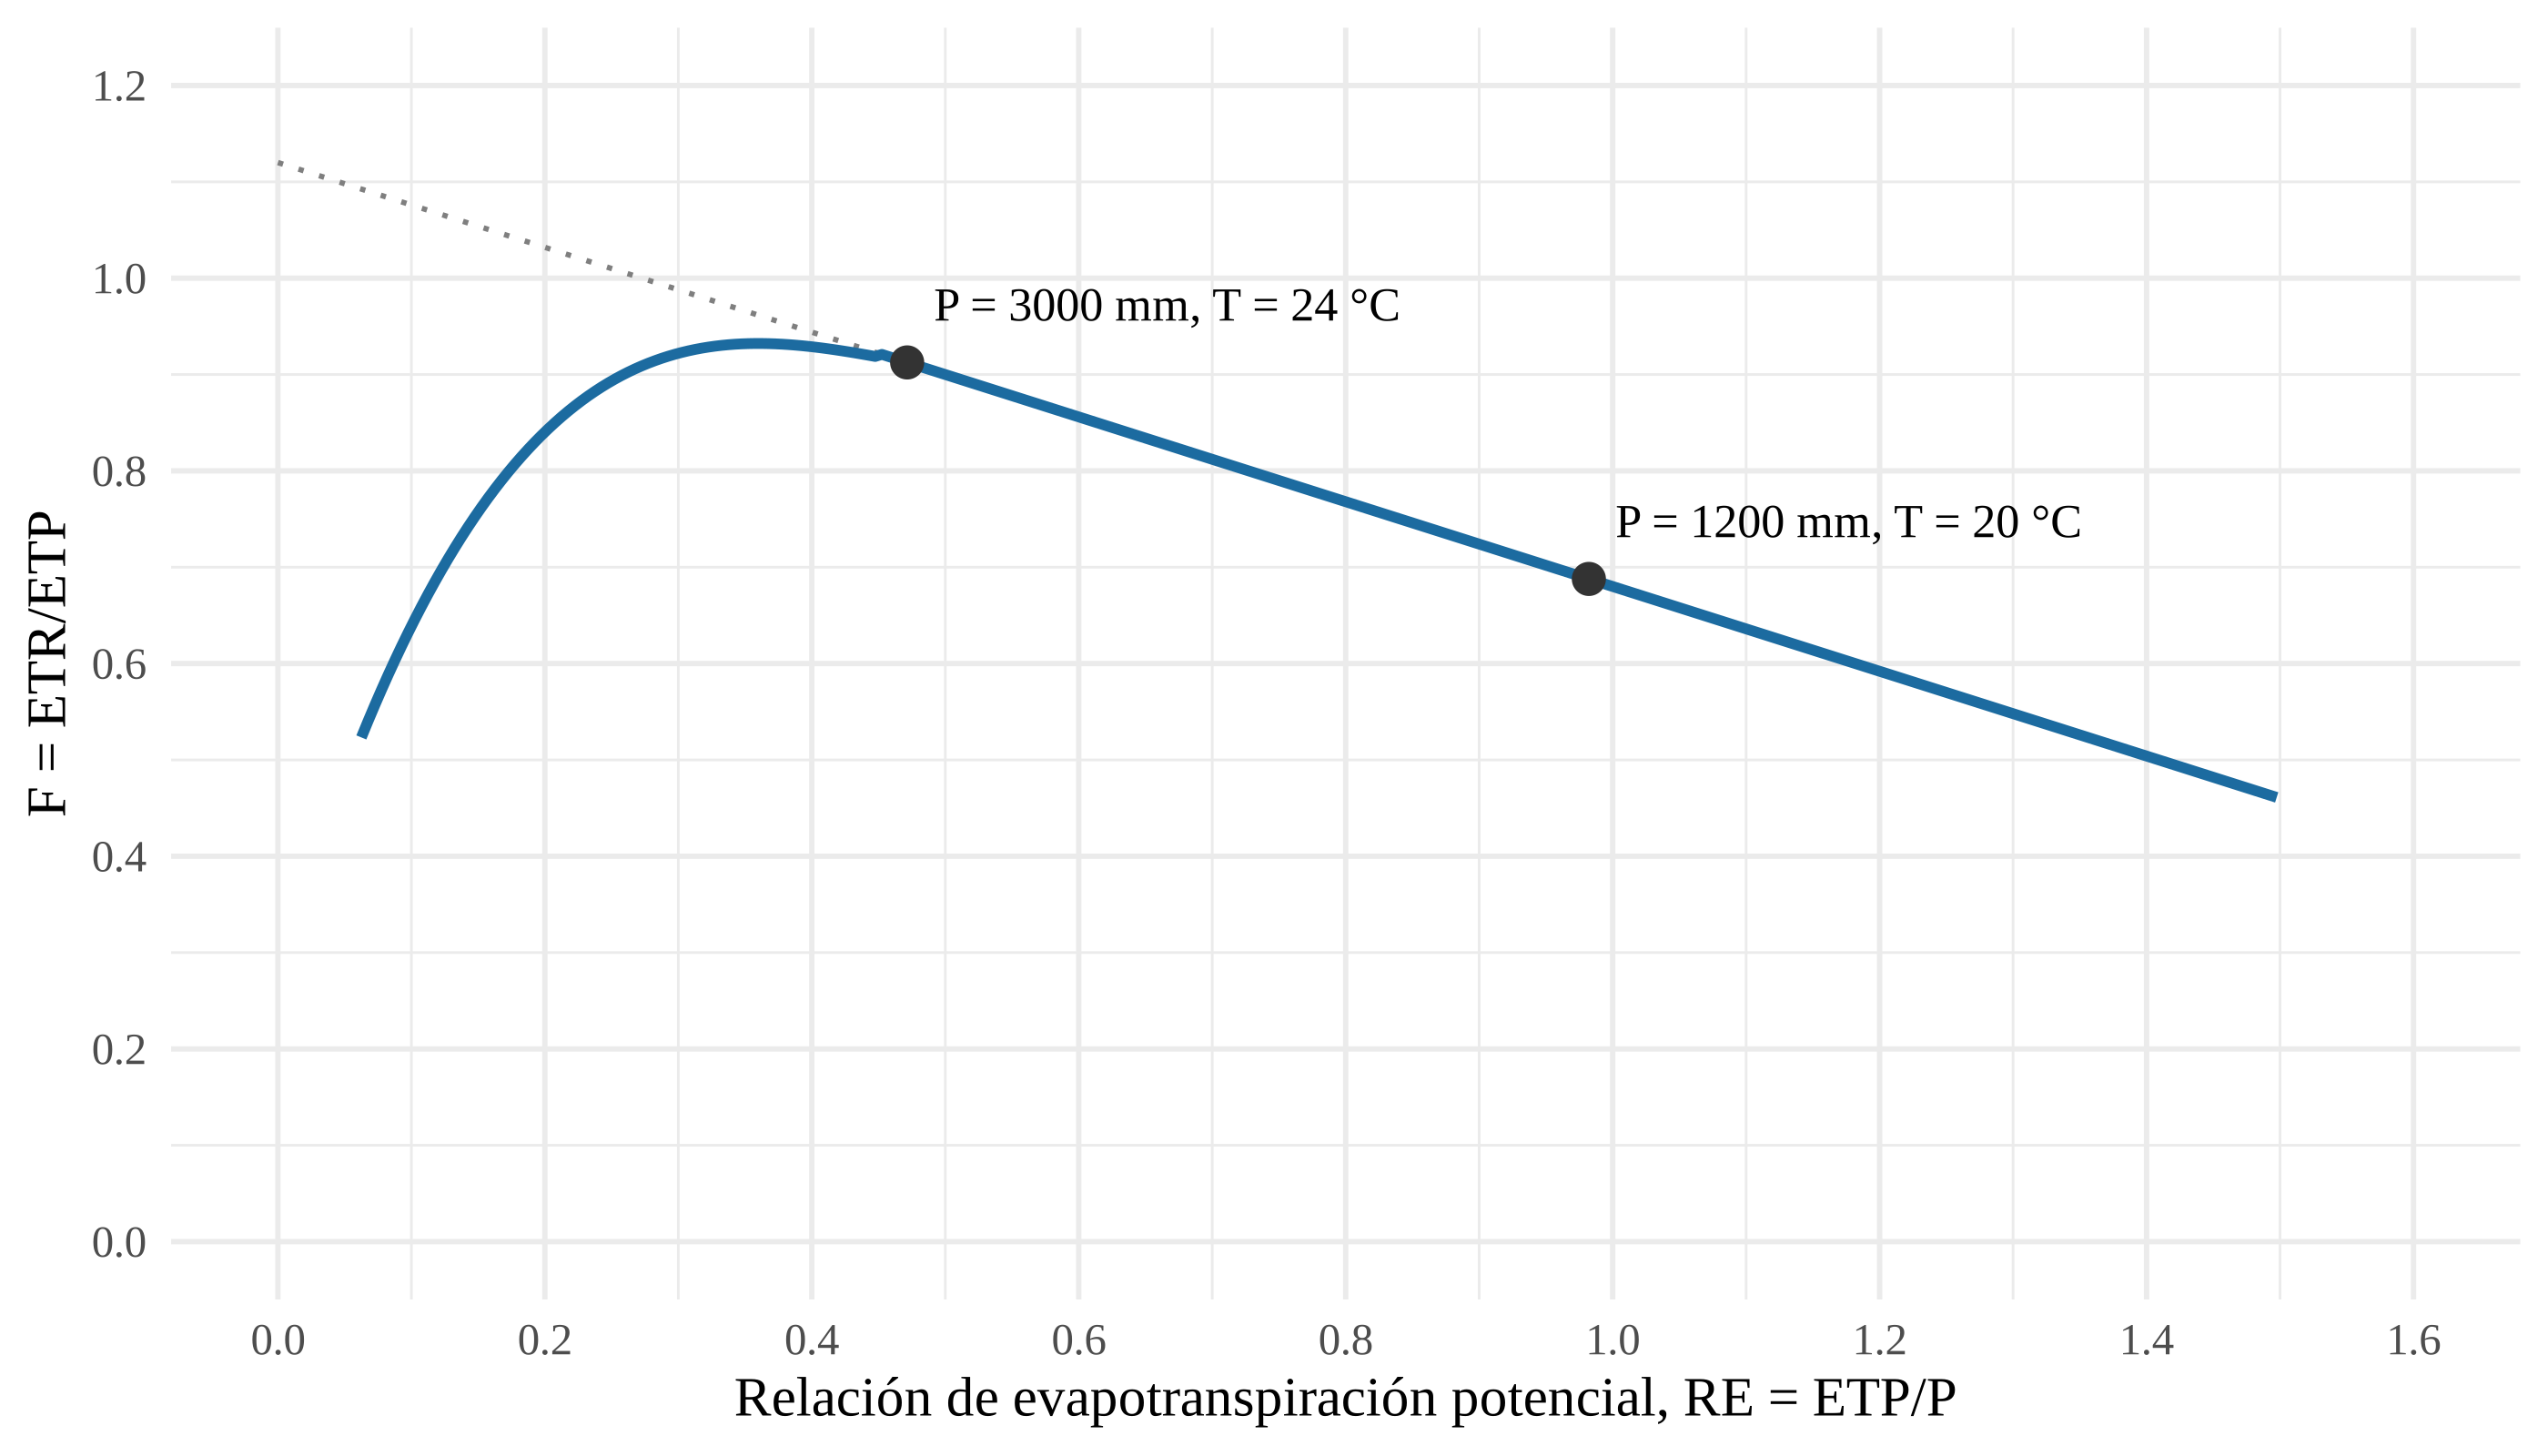 1.2
1.0
0.8
0.6
0.4
0.2
0.0
F = ETR/ETP
P = 3000 mm, T = 24 °C
P = 1200 mm, T = 20 °C
0.0 0.2 0.4 0.6 0.8 1.0 1.2 1.4 1.6
Relación de evapotranspiración potencial, RE = ETP/P